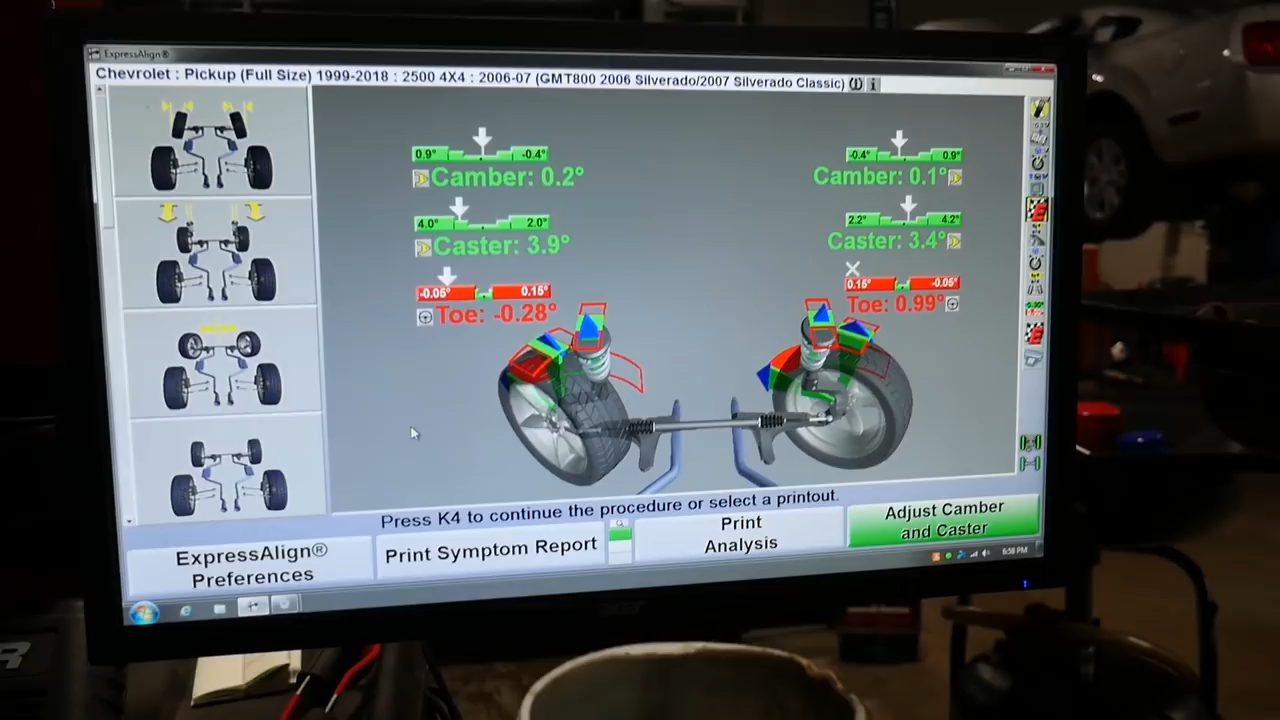 ExpressAlign®
Chevrolet : Pickup (Full Size) 1999-2018 : 2500 4X4 : 2006-07 (GMT800 2006 Silverado/2007 Silverado Classic)
0.9° -0.4°
Camber: 0.2°
4.0° 2.0°
Caster: 3.9°
-0.05° 0.15°
Toe: -0.28°
-0.4° 0.9°
Camber: 0.1°
2.2° 4.2°
Caster: 3.4°
0.15° -0.05°
Toe: 0.99°
Press K4 to continue the procedure or select a printout.
ExpressAlign®
Preferences
Print Symptom Report
Print
Analysis
Adjust Camber
and Caster
6:58 PM
R